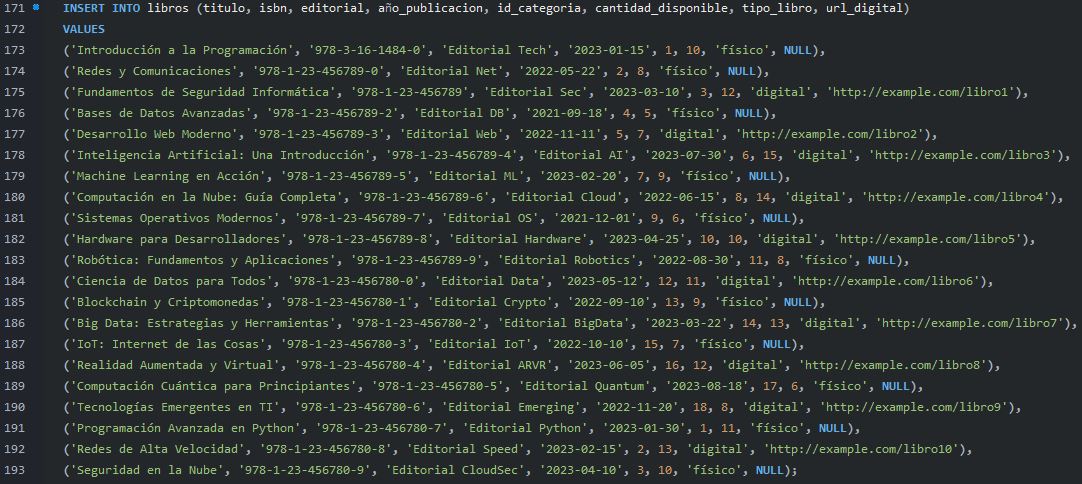 171 INSERT INTO libros (titulo, isbn, editorial, año_publicacion, id_categoria, cantidad_disponible, tipo_libro, url_digital)
172 VALUES
173 ('Introducción a la Programación', '978-3-16-1484-0', 'Editorial Tech', '2023-01-15', 1, 10, 'físico', NULL),
174 ('Redes y Comunicaciones', '978-1-23-456789-0', 'Editorial Net', '2022-05-22', 2, 8, 'físico', NULL),
175 ('Fundamentos de Seguridad Informática', '978-1-23-456789', 'Editorial Sec', '2023-03-10', 3, 12, 'digital', 'http://example.com/libro1'),
176 ('Bases de Datos Avanzadas', '978-1-23-456789-2', 'Editorial DB', '2021-09-18', 4, 5, 'físico', NULL),
177 ('Desarrollo Web Moderno', '978-1-23-456789-3', 'Editorial Web', '2022-11-11', 5, 7, 'digital', 'http://example.com/libro2'),
178 ('Inteligencia Artificial: Una Introducción', '978-1-23-456789-4', 'Editorial AI', '2023-07-30', 6, 15, 'digital', 'http://example.com/libro3'),
179 ('Machine Learning en Acción', '978-1-23-456789-5', 'Editorial ML', '2023-02-20', 7, 9, 'físico', NULL),
180 ('Computación en la Nube: Guía Completa', '978-1-23-456789-6', 'Editorial Cloud', '2022-06-15', 8, 14, 'digital', 'http://example.com/libro4'),
181 ('Sistemas Operativos Modernos', '978-1-23-456789-7', 'Editorial OS', '2021-12-01', 9, 6, 'físico', NULL),
182 ('Hardware para Desarrolladores', '978-1-23-456789-8', 'Editorial Hardware', '2023-04-25', 10, 10, 'digital', 'http://example.com/libro5'),
183 ('Robótica: Fundamentos y Aplicaciones', '978-1-23-456789-9', 'Editorial Robotics', '2022-08-30', 11, 8, 'físico', NULL),
184 ('Ciencia de Datos para Todos', '978-1-23-456780-0', 'Editorial Data', '2023-05-12', 12, 11, 'digital', 'http://example.com/libro6'),
185 ('Blockchain y Criptomonedas', '978-1-23-456780-1', 'Editorial Crypto', '2022-09-10', 13, 9, 'físico', NULL),
186 ('Big Data: Estrategias y Herramientas', '978-1-23-456780-2', 'Editorial BigData', '2023-03-22', 14, 13, 'digital', 'http://example.com/libro7'),
187 ('IoT: Internet de las Cosas', '978-1-23-456780-3', 'Editorial IoT', '2022-10-10', 15, 7, 'físico', NULL),
188 ('Realidad Aumentada y Virtual', '978-1-23-456780-4', 'Editorial ARVR', '2023-06-05', 16, 12, 'digital', 'http://example.com/libro8'),
189 ('Computación Cuántica para Principiantes', '978-1-23-456780-5', 'Editorial Quantum', '2023-08-18', 17, 6, 'físico', NULL),
190 ('Tecnologías Emergentes en TI', '978-1-23-456780-6', 'Editorial Emerging', '2022-11-20', 18, 8, 'digital', 'http://example.com/libro9'),
191 ('Programación Avanzada en Python', '978-1-23-456780-7', 'Editorial Python', '2023-01-30', 1, 11, 'físico', NULL),
192 ('Redes de Alta Velocidad', '978-1-23-456780-8', 'Editorial Speed', '2023-02-15', 2, 13, 'digital', 'http://example.com/libro10'),
193 ('Seguridad en la Nube', '978-1-23-456780-9', 'Editorial CloudSec', '2023-04-10', 3, 10, 'físico', NULL);